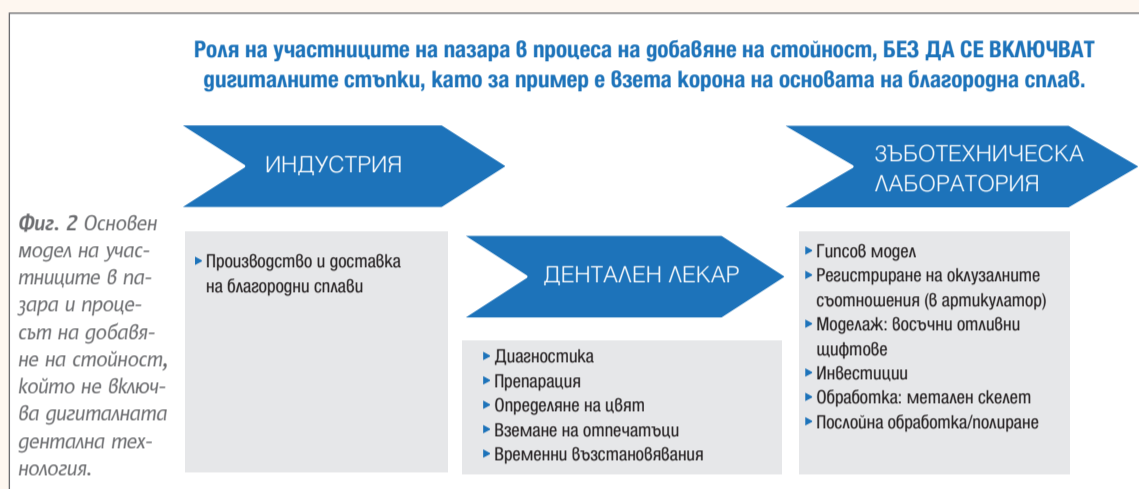 Роля на участниците на пазара в процеса на добавяне на стойност, БЕЗ ДА СЕ ВКЛЮЧВАТ
дигиталните стъпки, като за пример е взета корона на основата на благородна сплав.
Фиг. 2 Основен
модел на учас-
тниците в па-
зара и проце-
сът на добавя-
не на стойност,
който не включ-
ва дигиталната
дентална тех-
нология.
ИНДУСТРИЯ
▸ Производство и доставка
на благородни сплави
ДЕНТАЛЕН ЛЕКАР
▸ Диагностика
▸ Препарация
▸ Определяне на цвят
▸ Вземане на отпечатъци
▸ Временни възстановявания
ЗЪБОТЕХНИЧЕСКА
ЛАБОРАТОРИЯ
▸ Гипсов модел
▸ Регистриране на оклузалните
съотношения (в артикулатор)
▸ Моделаж: восъчни отливни
щифтове
▸ Инвестиции
▸ Обработка: метален скелет
▸ Послойна обработка/полиране